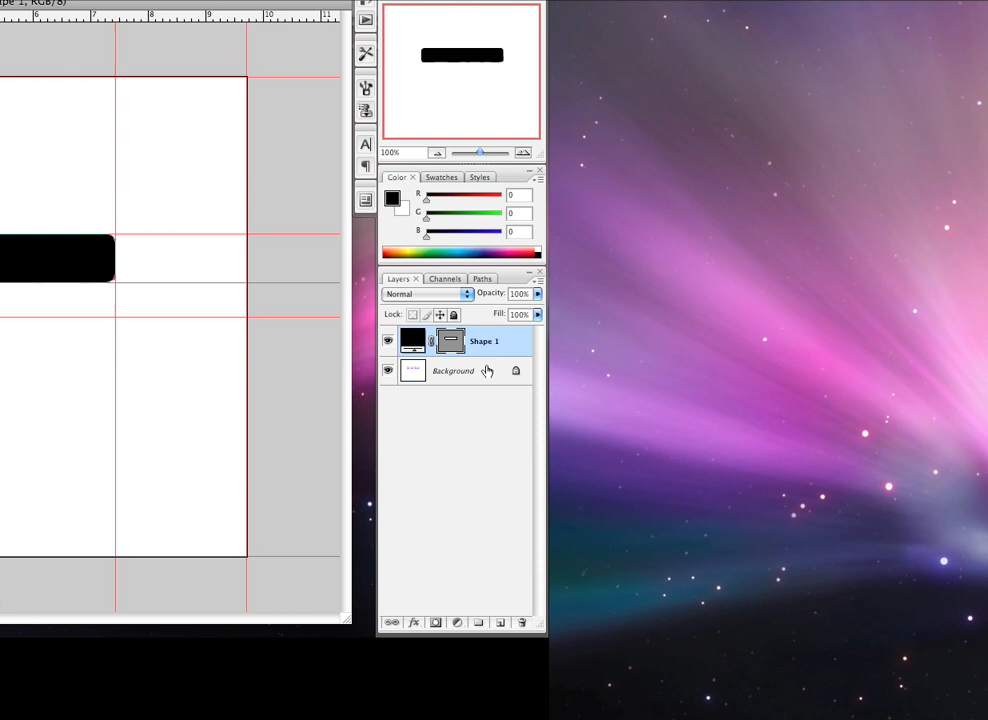 pe 1, RGB/8)
6 7 8 9 10 11
100%
Color × Swatches Styles
R 0
G 0
B 0
Layers × Channels Paths
Normal Opacity: 100%
Lock: Fill: 100%
Shape 1
Background